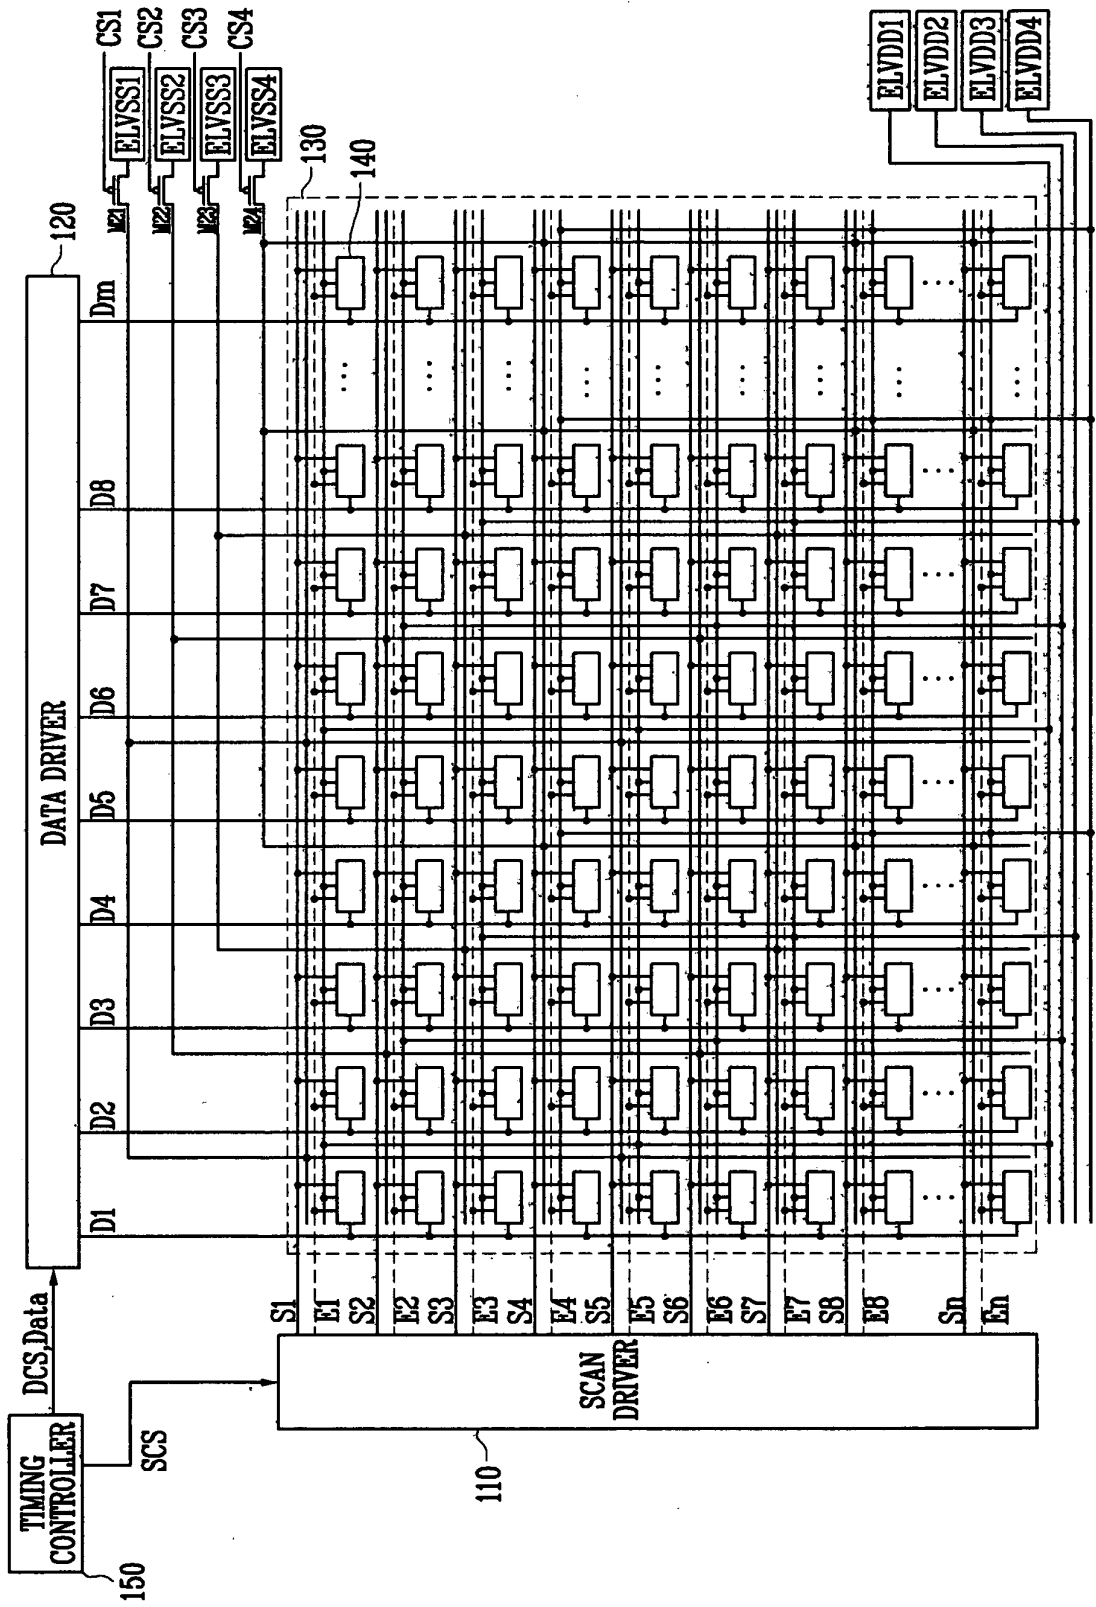 150
TIMING
CONTROLLER
DCS,Data
SCS
DATA DRIVER
120
D1
D2
D3
D4
D5
D6
D7
D8
Dm
CS1
CS2
CS3
CS4
ELVSS1
ELVSS2
ELVSS3
ELVSS4
M21
M22
M23
M24
130
140
110
SCAN
DRIVER
S1
E1
S2
E2
S3
E3
S4
E4
S5
E5
S6
E6
S7
E7
S8
E8
Sn
En
ELVDD1
ELVDD2
ELVDD3
ELVDD4